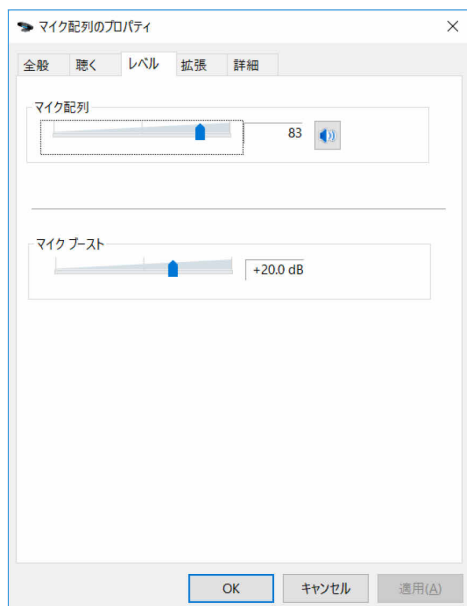 マイク配列のプロパティ
全般 聴く レベル 拡張 詳細
マイク配列
83
マイク ブースト
+20.0 dB
OK キャンセル 適用(A)